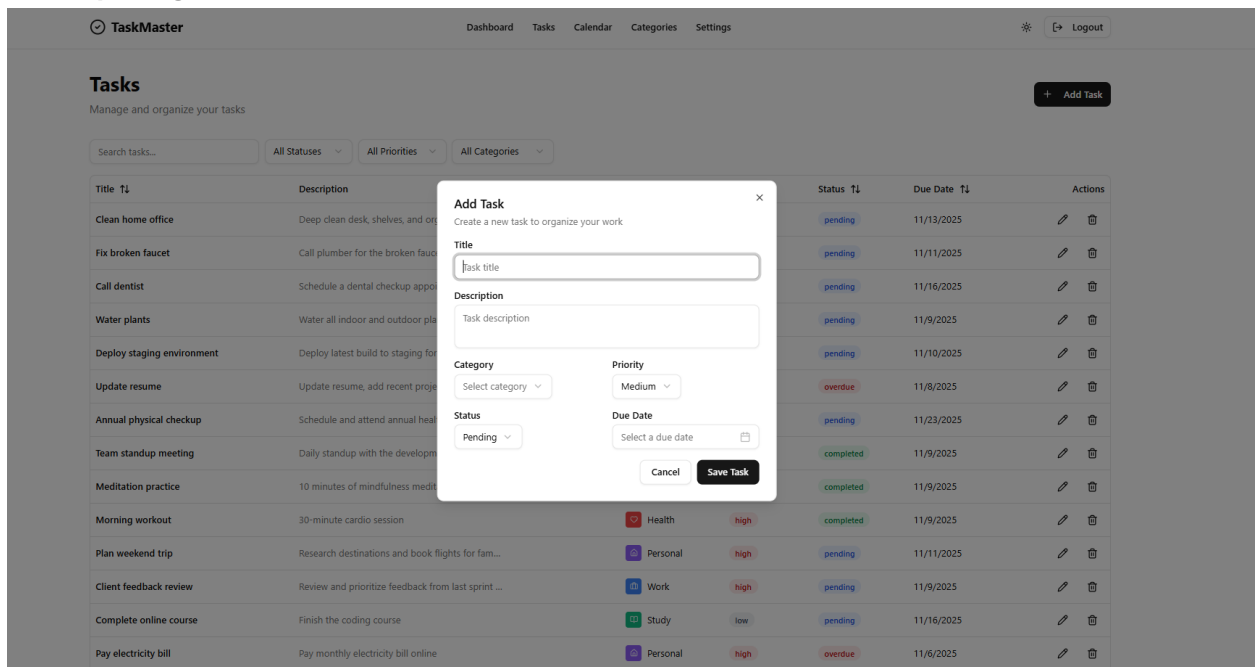 TaskMaster
Dashboard Tasks Calendar Categories Settings
Logout
Tasks
Manage and organize your tasks
+ Add Task
Search tasks...
All Statuses
All Priorities
All Categories
Title Description Status Due Date Actions
Clean home office Deep clean desk, shelves, and pending 11/13/2025
Fix broken faucet Call plumber for the broken pending 11/11/2025
Call dentist Schedule a dental checkup pending 11/16/2025
Water plants Water all indoor and outdoor pending 11/9/2025
Deploy staging environment Deploy latest build to staging for pending 11/10/2025
Update resume Update resume, add recent overdue 11/8/2025
Annual physical checkup Schedule and attend annual pending 11/23/2025
Team standup meeting Daily standup with the completed 11/9/2025
Meditation practice 10 minutes of mindfulness completed 11/9/2025
Morning workout 30-minute cardio session Health high completed 11/9/2025
Plan weekend trip Research destinations and book flights for fam... Personal high pending 11/11/2025
Client feedback review Review and prioritize feedback from last sprint ... Work high pending 11/9/2025
Complete online course Finish the coding course Study low pending 11/16/2025
Pay electricity bill Pay monthly electricity bill online Personal high overdue 11/6/2025
Add Task
Create a new task to organize your work
Title
Task title
Description
Task description
Category Priority
Select category Medium
Status Due Date
Pending Select a due date
Cancel Save Task